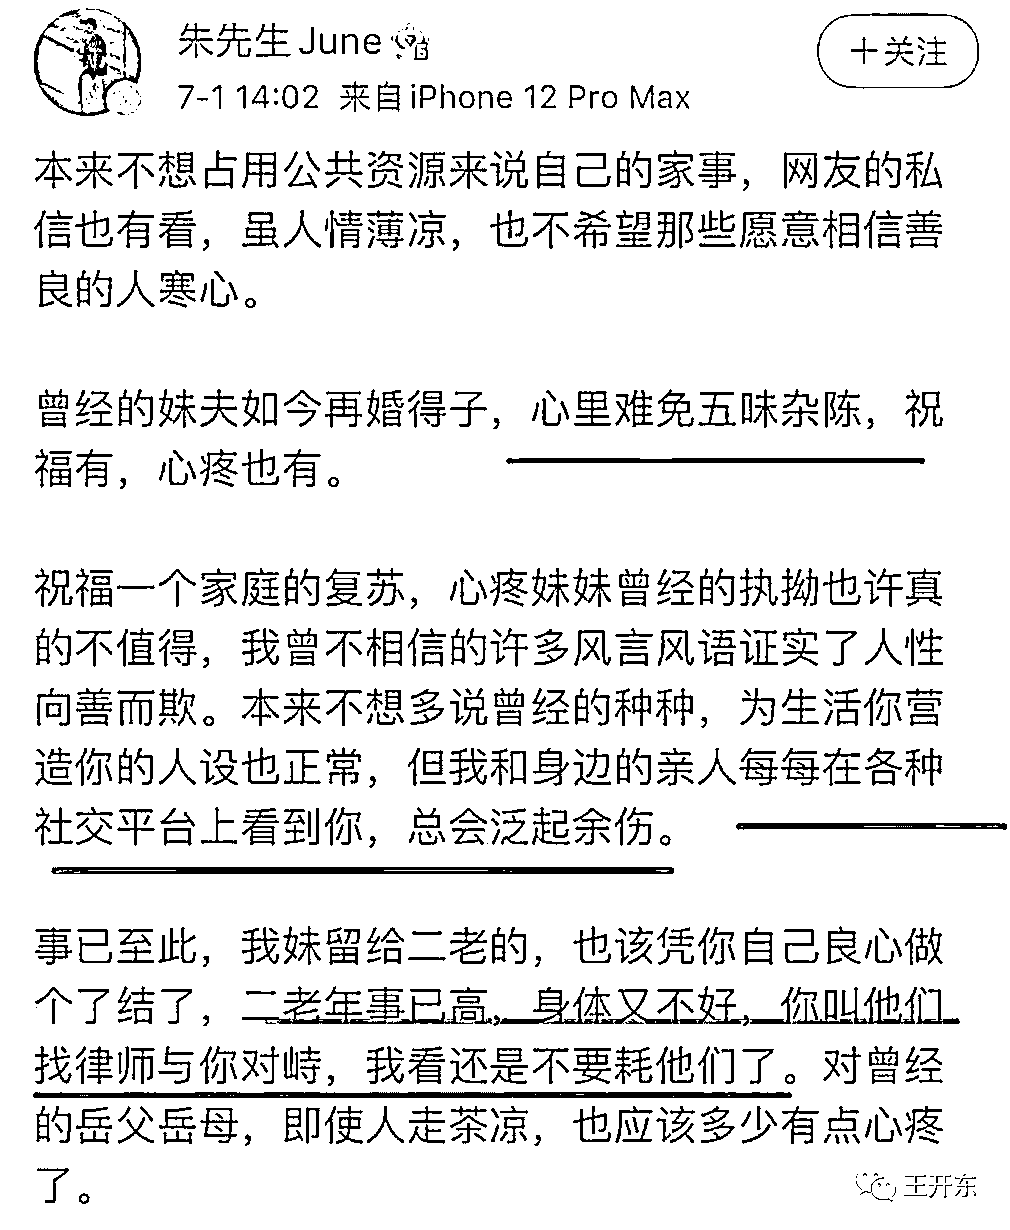 朱先生June
十关注
7-1 14:02 来自iPhone 12 Pro Max
本来不想占用公共资源来说自己的家事，网友的私
信也有看，虽人情薄凉，也不希望那些愿意相信善
良的人寒心。
曾经的妹夫如今再婚得子，心里难免五味杂陈，祝
福有，心疼也有。
祝福一个家庭的复苏，心疼妹妹曾经的执拗也许真
的不值得，我曾不相信的许多风言风语证实了人性
向善而欺。本来不想多说曾经的种种，为生活你营
造你的人设也正常，但我和身边的亲人每每在各种
社交平台上看到你，总会泛起余伤。
事已至此，我妹留给二老的，也该凭你自己良心做
个了结了，二老年事已高，身体又不好，你叫他们
找律师与你对峙，我看还是不要耗他们了。对曾经
的岳父岳母，即使人走茶凉，也应该多少有点心疼
了。
王开东